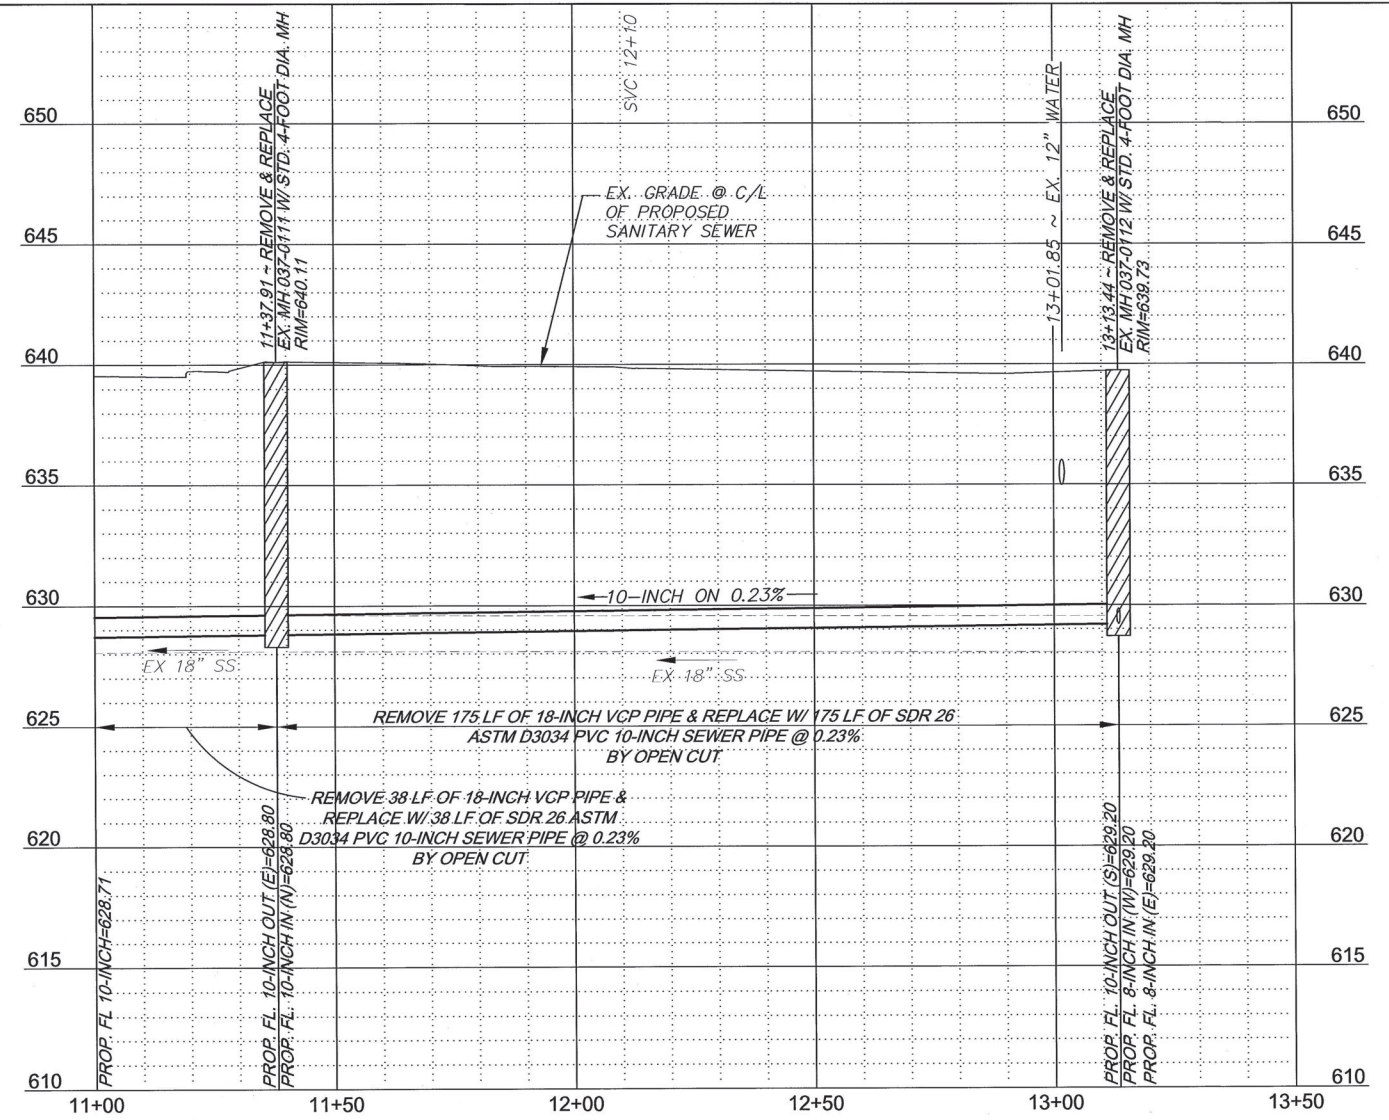 SVC 12+10
11+37.91 ~ REMOVE & REPLACE
EX. MH 037-0111 W/ STD. 4-FOOT DIA. MH
RIM=640.11
13+01.85 ~ EX. 12" WATER
13+13.44 ~ REMOVE & REPLACE
EX. MH 037-0112 W/ STD. 4-FOOT DIA. MH
RIM=639.73
650
650
EX. GRADE @ C/L
OF PROPOSED
SANITARY SEWER
645
645
640
640
635
635
630
10-INCH ON 0.23%
630
EX 18" SS
EX 18" SS
625
REMOVE 175 LF OF 18-INCH VCP PIPE & REPLACE W/ 175 LF OF SDR 26
ASTM D3034 PVC 10-INCH SEWER PIPE @ 0.23%
BY OPEN CUT
625
REMOVE 38 LF OF 18-INCH VCP PIPE &
REPLACE W/ 38 LF OF SDR 26 ASTM
D3034 PVC 10-INCH SEWER PIPE @ 0.23%
BY OPEN CUT
620
620
PROP. FL 10-INCH=628.71
PROP. FL. 10-INCH OUT (E)=628.80
PROP. FL. 10-INCH IN (N)=628.80
PROP. FL. 10-INCH OUT (S)=629.20
PROP. FL. 8-INCH IN (W)=629.20
PROP. FL. 8-INCH IN (E)=629.20
615
615
610
610
11+00
11+50
12+00
12+50
13+00
13+50